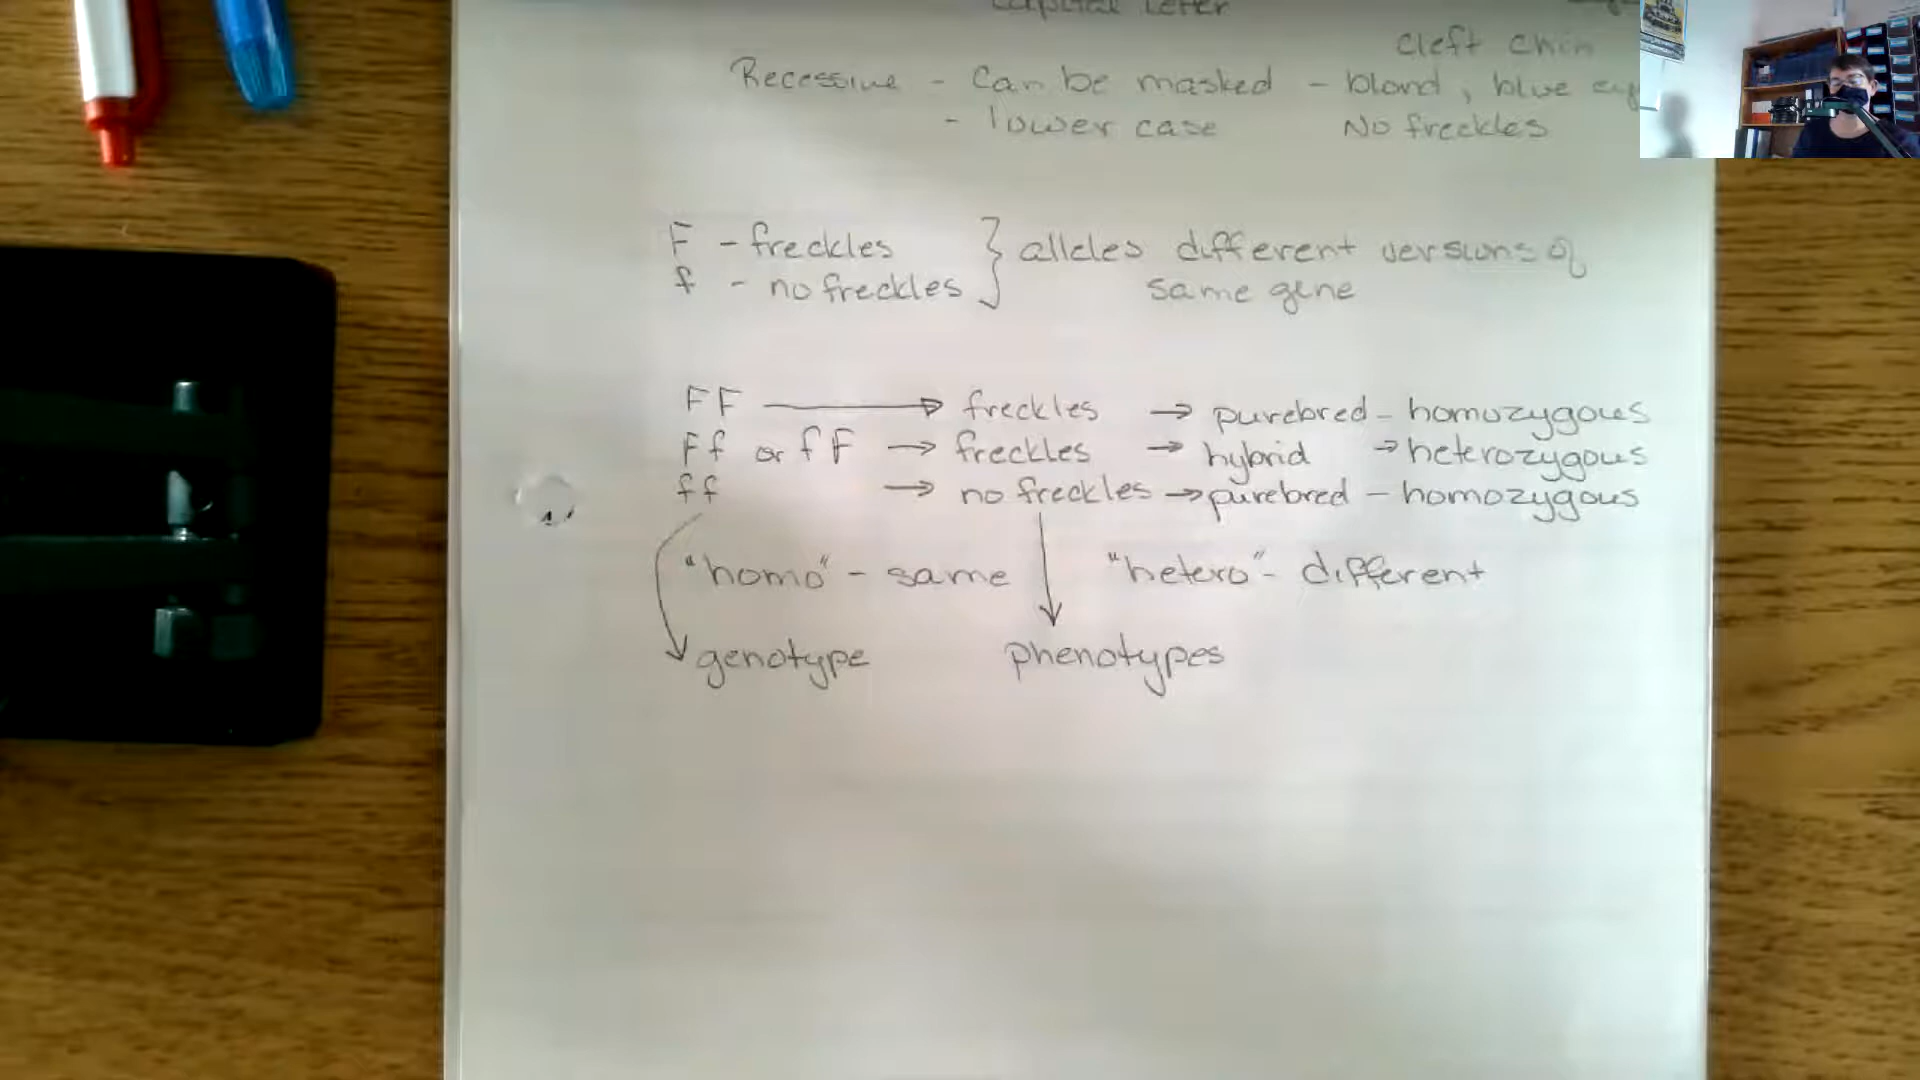 Capital Letter
cleft chin
Recessive - Can be masked - blond, blue
- lower case No freckles
F - freckles } alleles different versions of
f - no freckles same gene
FF → freckles → purebred - homozygous
Ff or fF → freckles → hybrid → heterozygous
ff → no freckles → purebred - homozygous
"homo" - same "hetero" - different
genotype phenotypes